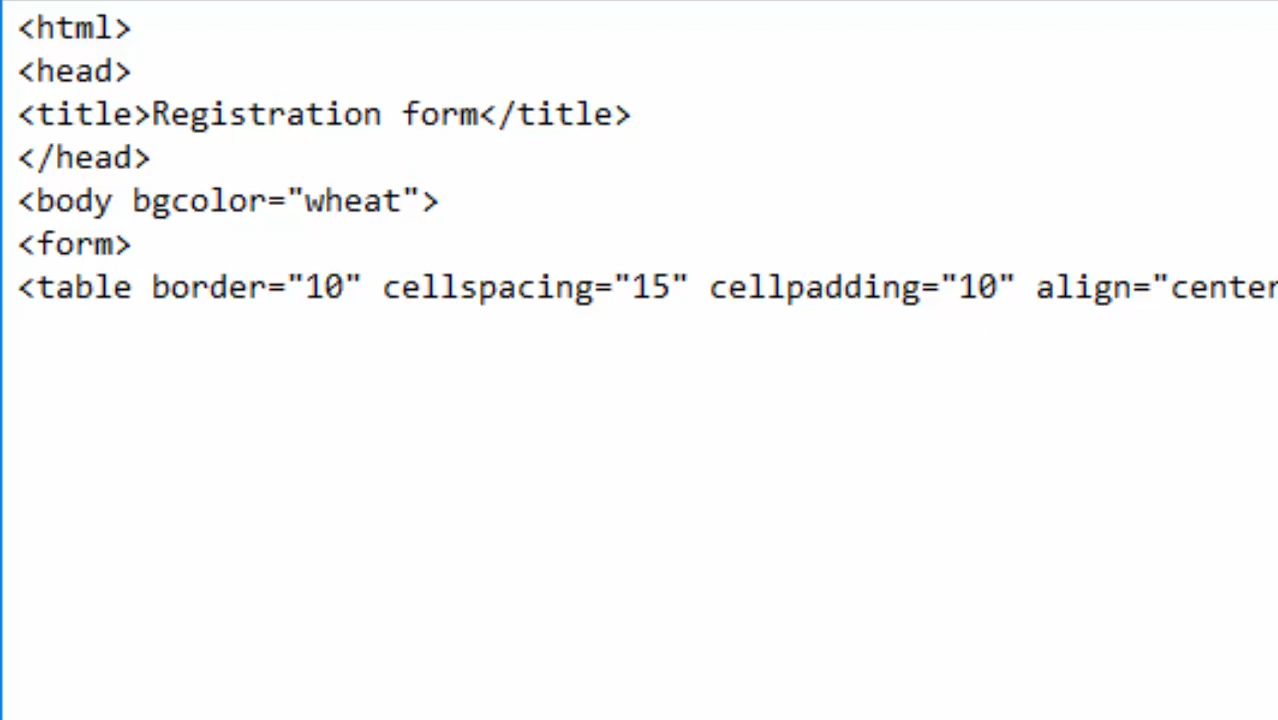 <html>
<head>
<title>Registration form</title>
</head>
<body bgcolor="wheat">
<form>
<table border="10" cellspacing="15" cellpadding="10" align="center